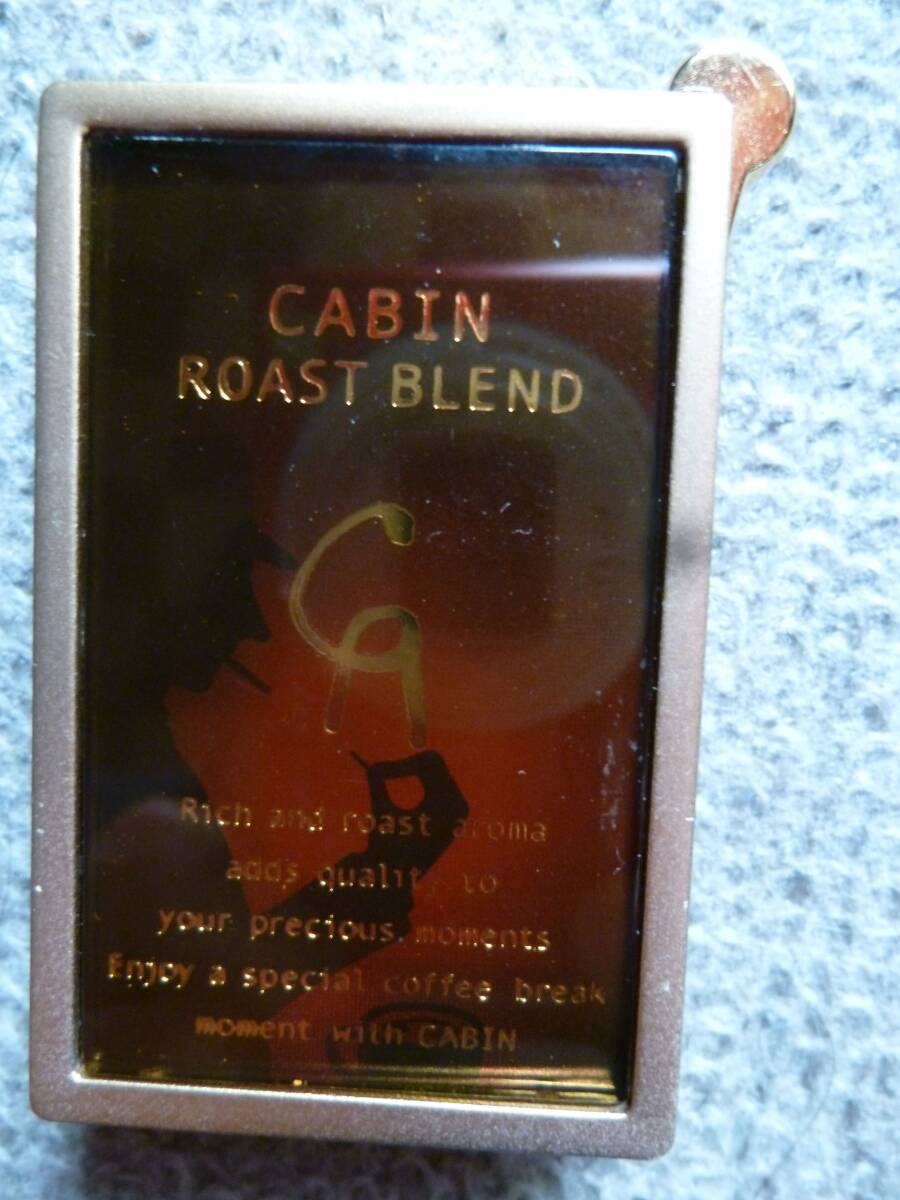 CABIN
ROAST BLEND
CA
Rich and roast aroma
adds quality to
your precious moments
Enjoy a special coffee break
moment with CABIN